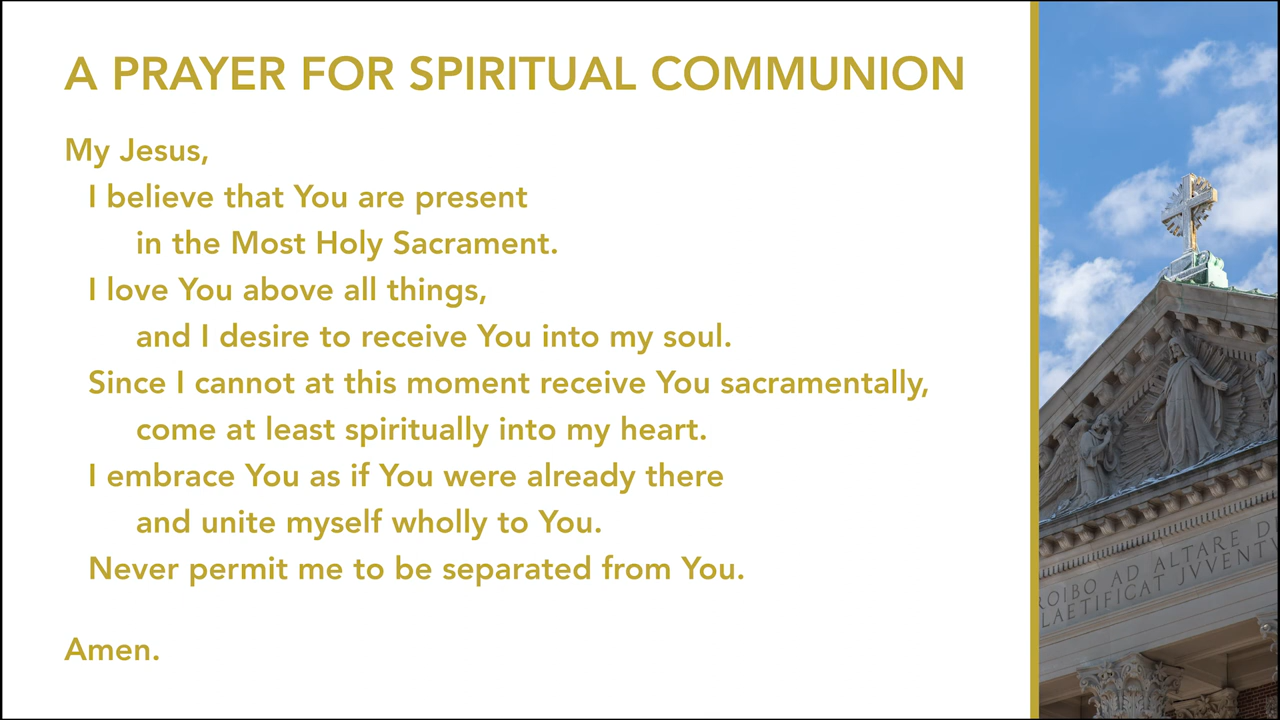 A PRAYER FOR SPIRITUAL COMMUNION
My Jesus,
I believe that You are present
in the Most Holy Sacrament.
I love You above all things,
and I desire to receive You into my soul.
Since I cannot at this moment receive You sacramentally,
come at least spiritually into my heart.
I embrace You as if You were already there
and unite myself wholly to You.
Never permit me to be separated from You.
Amen.
ROIBO AD ALTARE D
LAETIFICAT JVVENTV